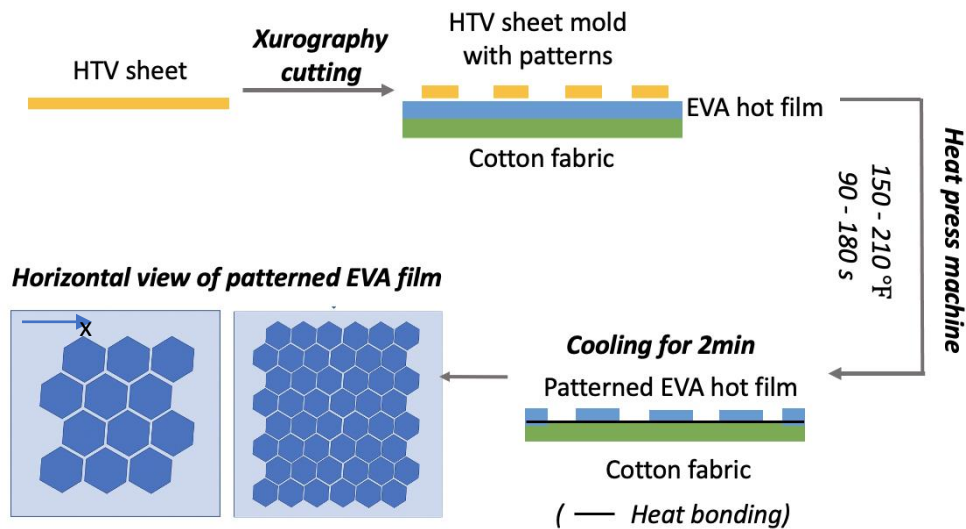 HTV sheet
Xurography
cutting
HTV sheet mold
with patterns
EVA hot film
Cotton fabric
Heat press machine
150 - 210 °F
90 - 180 s
Cooling for 2min
Patterned EVA hot film
Cotton fabric
( — Heat bonding)
Horizontal view of patterned EVA film
X